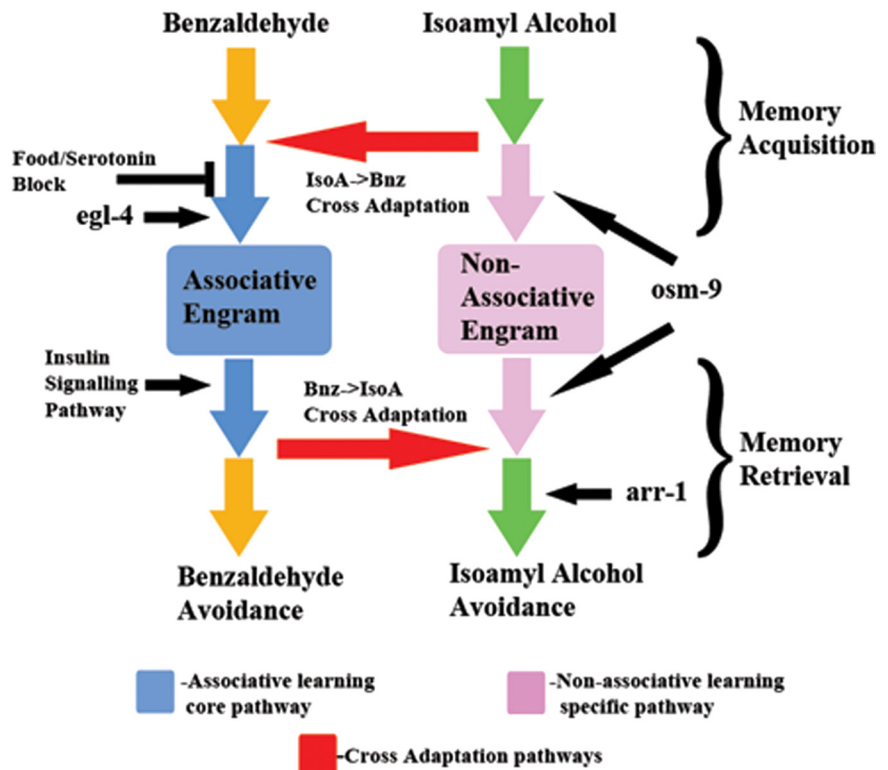 Benzaldehyde
Isoamyl Alcohol
Memory
Acquisition
Food/Serotonin
Block
egl-4
IsoA->Bnz
Cross Adaptation
Associative
Engram
Non-
Associative
Engram
osm-9
Insulin
Signalling
Pathway
Bnz->IsoA
Cross Adaptation
Memory
Retrieval
arr-1
Benzaldehyde
Avoidance
Isoamyl Alcohol
Avoidance
-Associative learning
core pathway
-Non-associative learning
specific pathway
-Cross Adaptation pathways